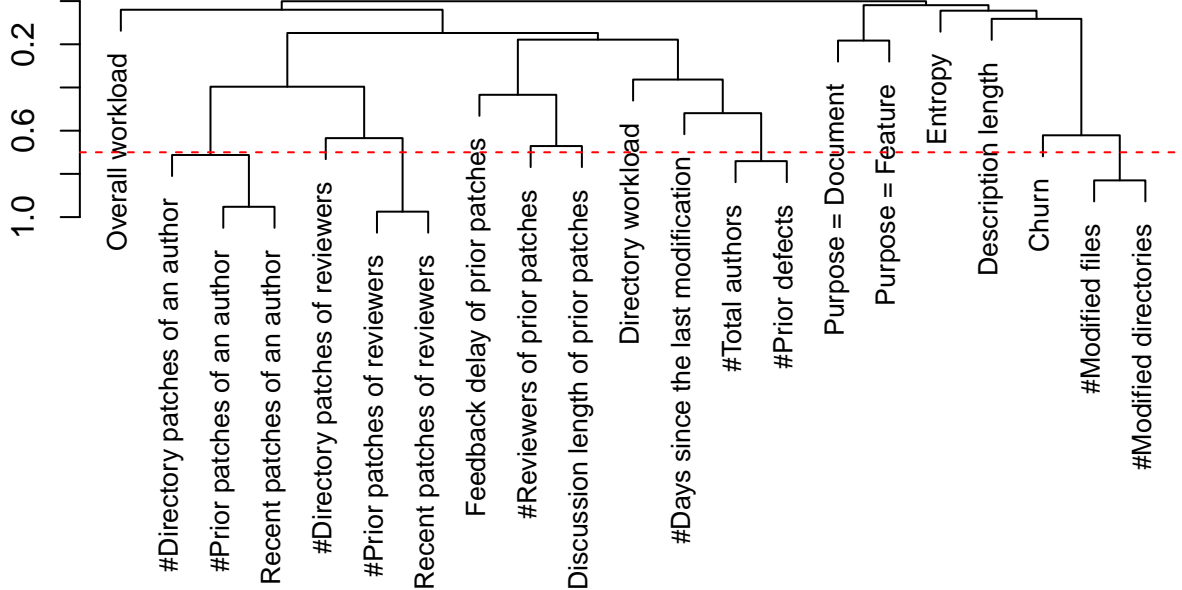 0.2
0.6
1.0
Overall workload
#Directory patches of an author
#Prior patches of an author
Recent patches of an author
#Directory patches of reviewers
#Prior patches of reviewers
Recent patches of reviewers
Feedback delay of prior patches
#Reviewers of prior patches
Discussion length of prior patches
Directory workload
#Days since the last modification
#Total authors
#Prior defects
Purpose = Document
Purpose = Feature
Entropy
Description length
Churn
#Modified files
#Modified directories